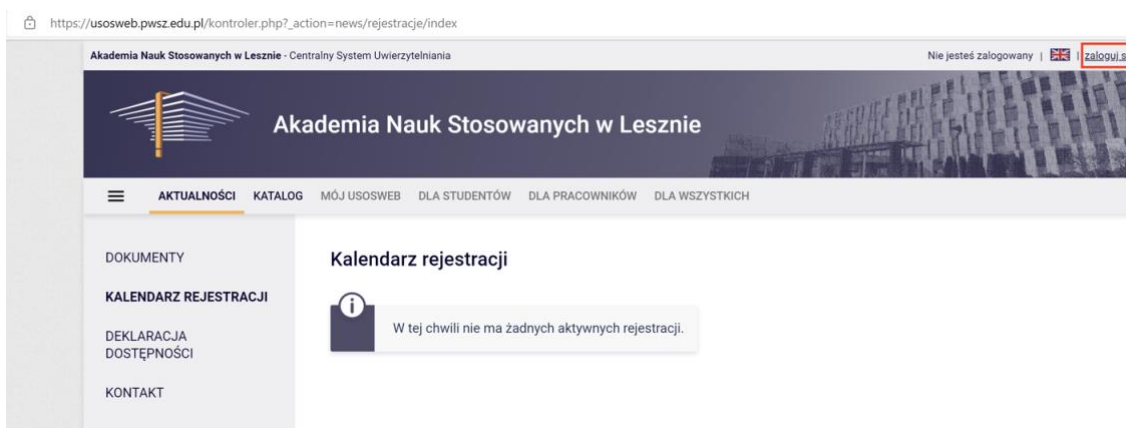 https://usosweb.pwsz.edu.pl/kontroler.php?_action=news/rejestracje/index
Akademia Nauk Stosowanych w Lesznie - Centralny System Uwierzytelniania
Nie jesteś zalogowany | | zaloguj s
Akademia Nauk Stosowanych w Lesznie
AKTUALNOŚCI KATALOG MÓJ USOSWEB DLA STUDENTÓW DLA PRACOWNIKÓW DLA WSZYSTKICH
DOKUMENTY
KALENDARZ REJESTRACJI
DEKLARACJA
DOSTĘPNOŚCI
KONTAKT
Kalendarz rejestracji
W tej chwili nie ma żadnych aktywnych rejestracji.